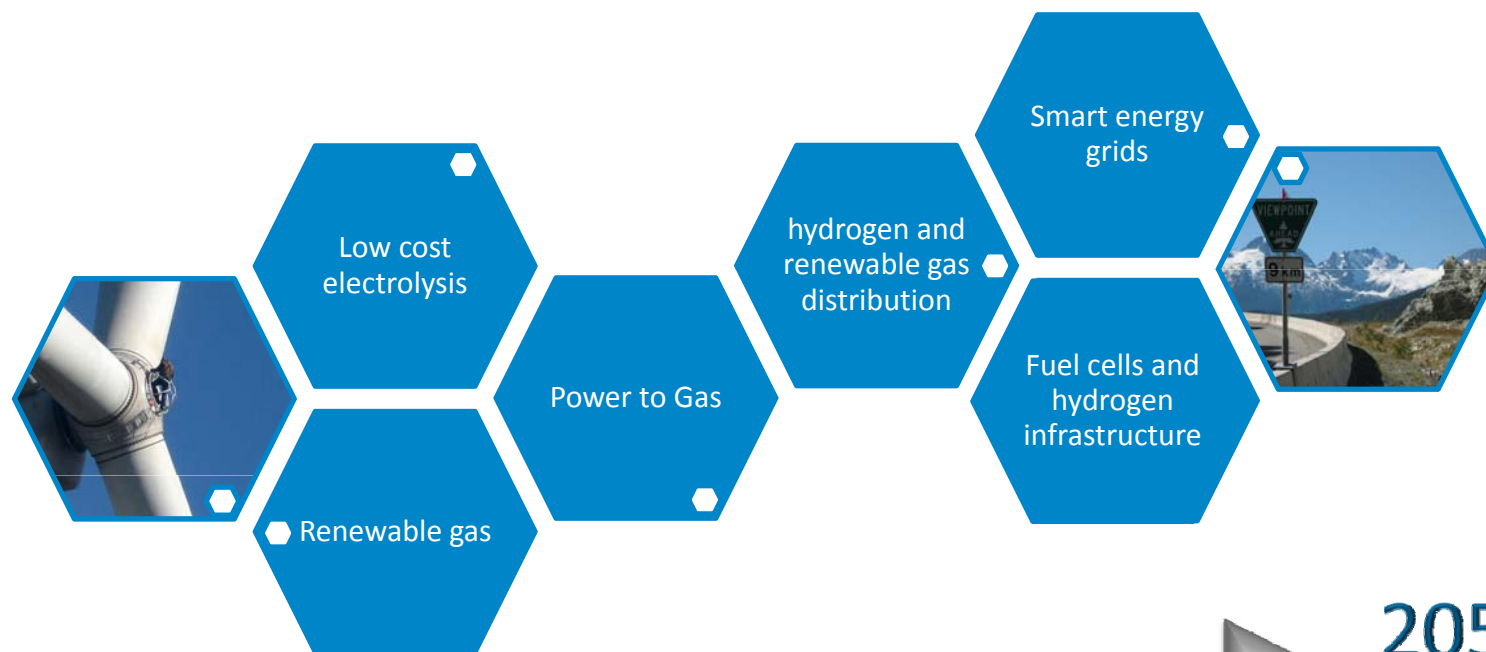 Smart energy
grids
Low cost
electrolysis
hydrogen and
renewable gas
distribution
VIEWPOINT
AHEAD
9 km
Power to Gas
Fuel cells and
hydrogen
infrastructure
Renewable gas